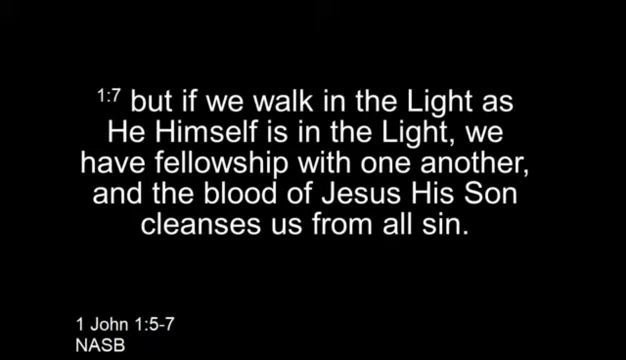 1:7 but if we walk in the Light as
He Himself is in the Light, we
have fellowship with one another,
and the blood of Jesus His Son
cleanses us from all sin.
1 John 1:5-7
NASB